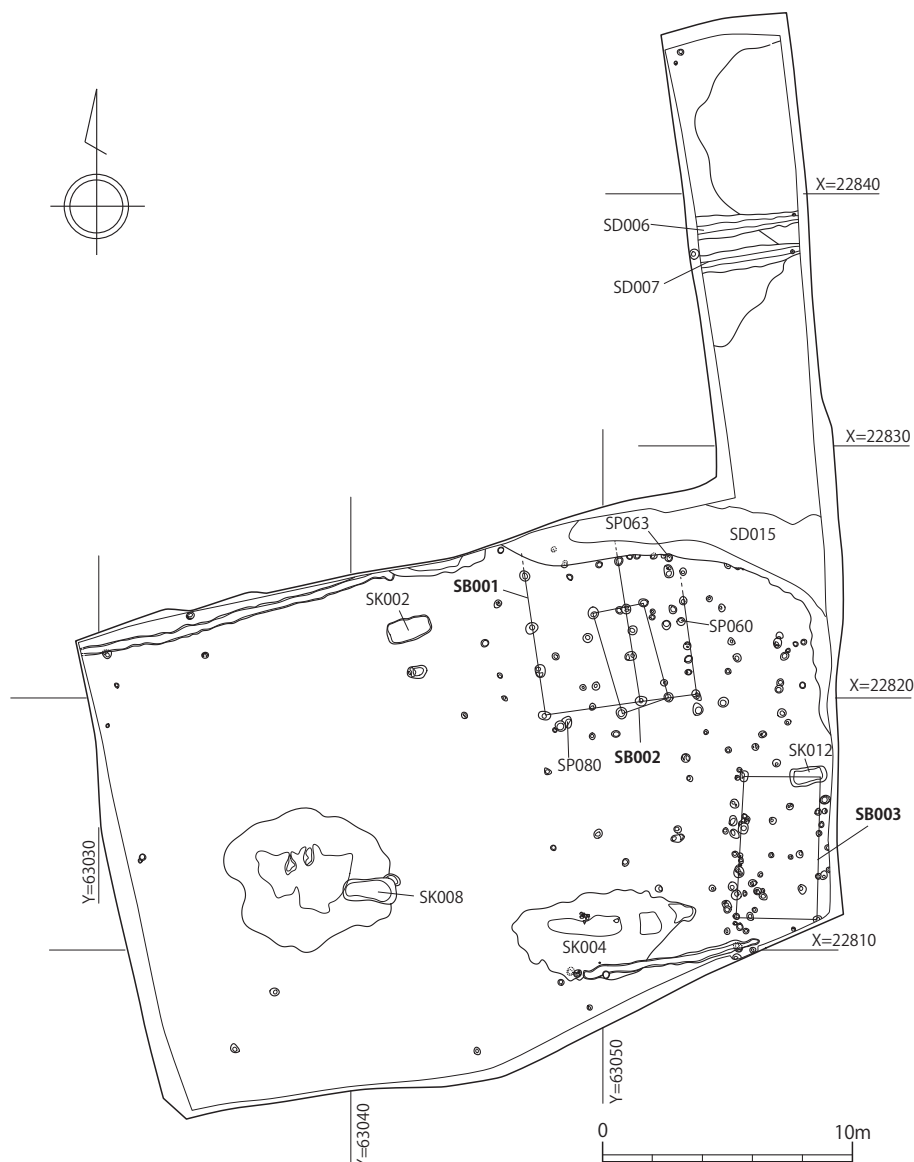 X=22840
SD006
SD007
X=22830
SP063
SD015
SB001
SK002
SP060
X=22820
SP080
SB002
SK012
SB003
Y=63030
SK008
SK004
X=22810
Y=63050
Y=63040
0
10m